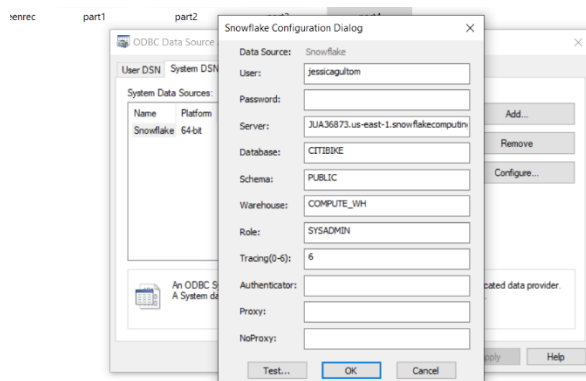 eenrec part1 part2
ODBC Data Source
User DSN System DSN
System Data Sources:
Name Platform
Snowflake 64-bit
An ODBC
A System
Snowflake Configuration Dialog
Data Source: Snowflake
User: jessicagultom
Password:
Server: JUA36873.us-east-1.snowflakecomputin
Database: CITIBIKE
Schema: PUBLIC
Warehouse: COMPUTE_WH
Role: SYSADMIN
Tracing(0-6): 6
Authenticator:
Proxy:
NoProxy:
Test... OK Cancel
Add...
Remove
Configure...
cated data provider.
Help